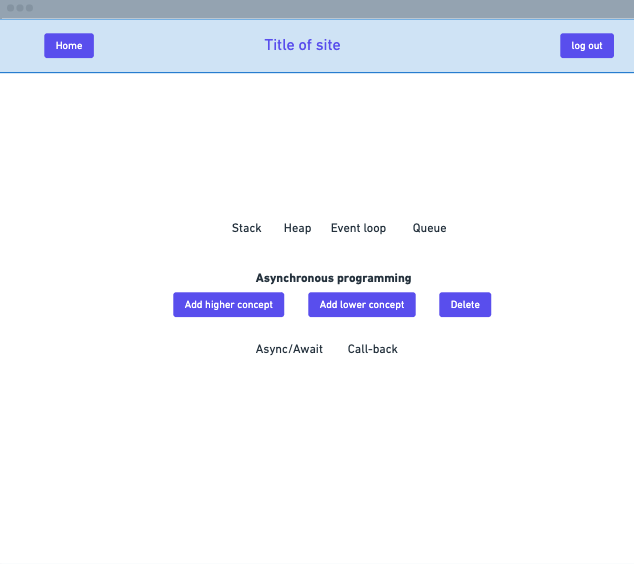 Home Title of site log out
Stack Heap Event loop Queue
Asynchronous programming
Add higher concept Add lower concept Delete
Async/Await Call-back